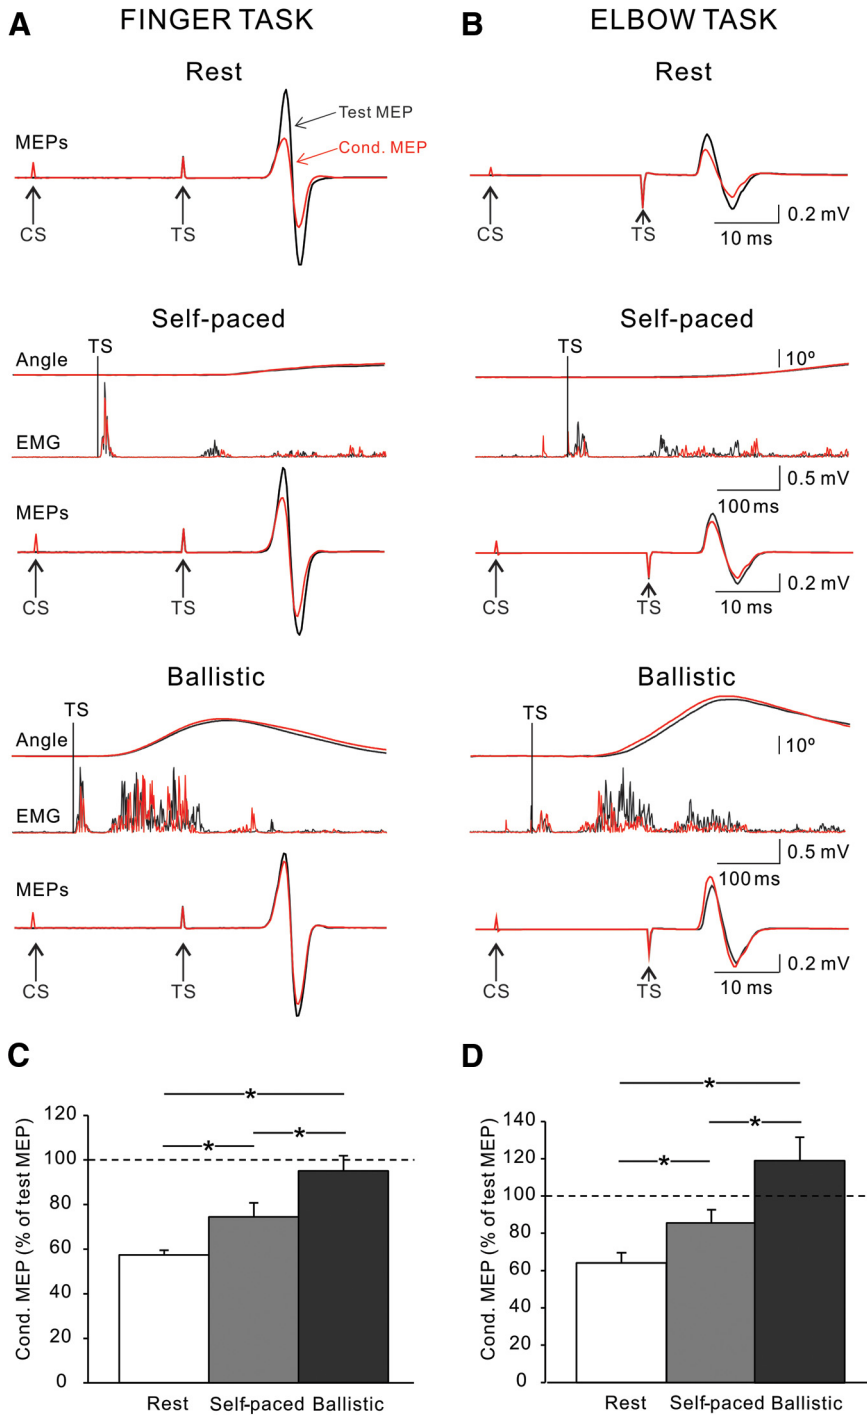 A
FINGER TASK
Rest
MEPs
Test MEP
Cond. MEP
CS
TS
Self-paced
Angle
TS
EMG
MEPs
CS
TS
Ballistic
TS
Angle
EMG
MEPs
CS
TS
B
ELBOW TASK
Rest
CS
TS
0.2 mV
10 ms
Self-paced
TS
10º
0.5 mV
100 ms
CS
TS
0.2 mV
10 ms
Ballistic
TS
10º
0.5 mV
100 ms
CS
TS
0.2 mV
10 ms
C
Cond. MEP (% of test MEP)
120
100
80
60
40
20
0
*
*
*
Rest Self-paced Ballistic
D
Cond. MEP (% of test MEP)
140
120
100
80
60
40
20
0
*
*
*
Rest Self-paced Ballistic